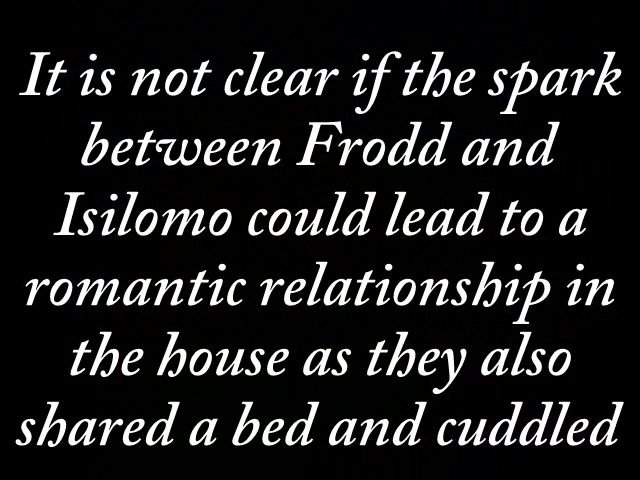 It is not clear if the spark
between Frodd and
Isilomo could lead to a
romantic relationship in
the house as they also
shared a bed and cuddled